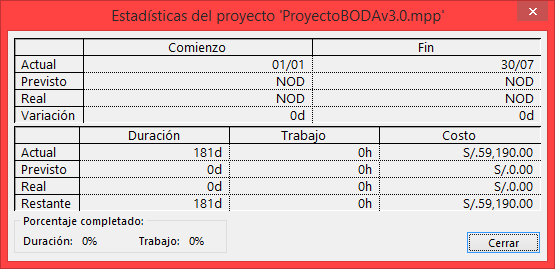 Estadísticas del proyecto 'ProyectoBODAv3.0.mpp'
Comienzo Fin
Actual 01/01 30/07
Previsto NOD NOD
Real NOD NOD
Variación 0d 0d
Duración Trabajo Costo
Actual 181d 0h S/.59,190.00
Previsto 0d 0h S/.0.00
Real 0d 0h S/.0.00
Restante 181d 0h S/.59,190.00
Porcentaje completado:
Duración: 0% Trabajo: 0%
Cerrar